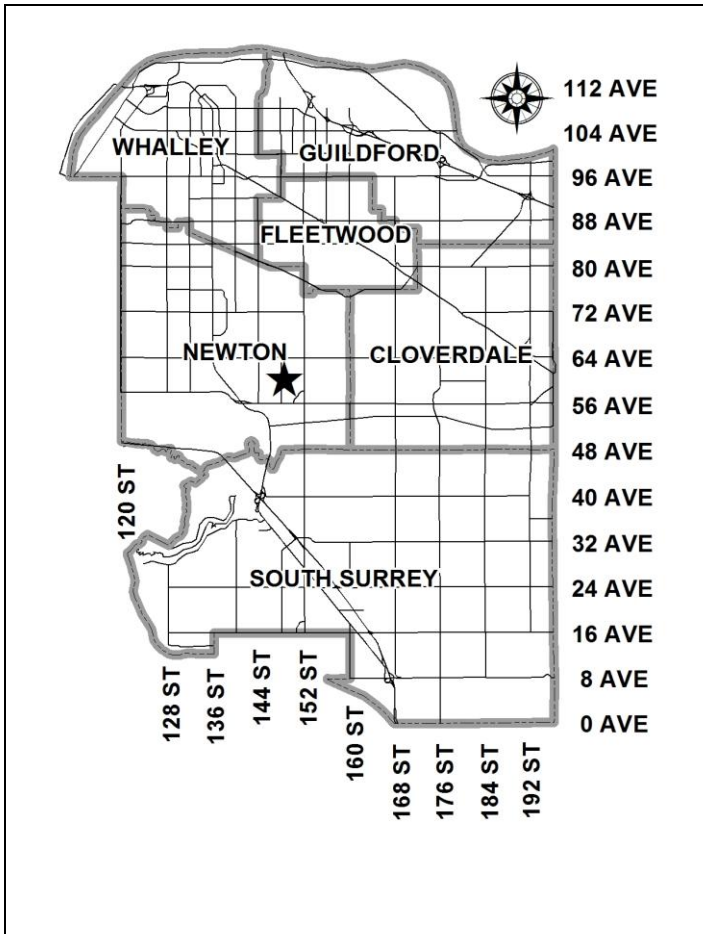 112 AVE
104 AVE
WHALLEY
GUILDFORD
96 AVE
88 AVE
FLEETWOOD
80 AVE
72 AVE
NEWTON
CLOVERDALE
64 AVE
56 AVE
48 AVE
120 ST
40 AVE
32 AVE
SOUTH SURREY
24 AVE
16 AVE
8 AVE
0 AVE
128 ST
136 ST
144 ST
152 ST
160 ST
168 ST
176 ST
184 ST
192 ST